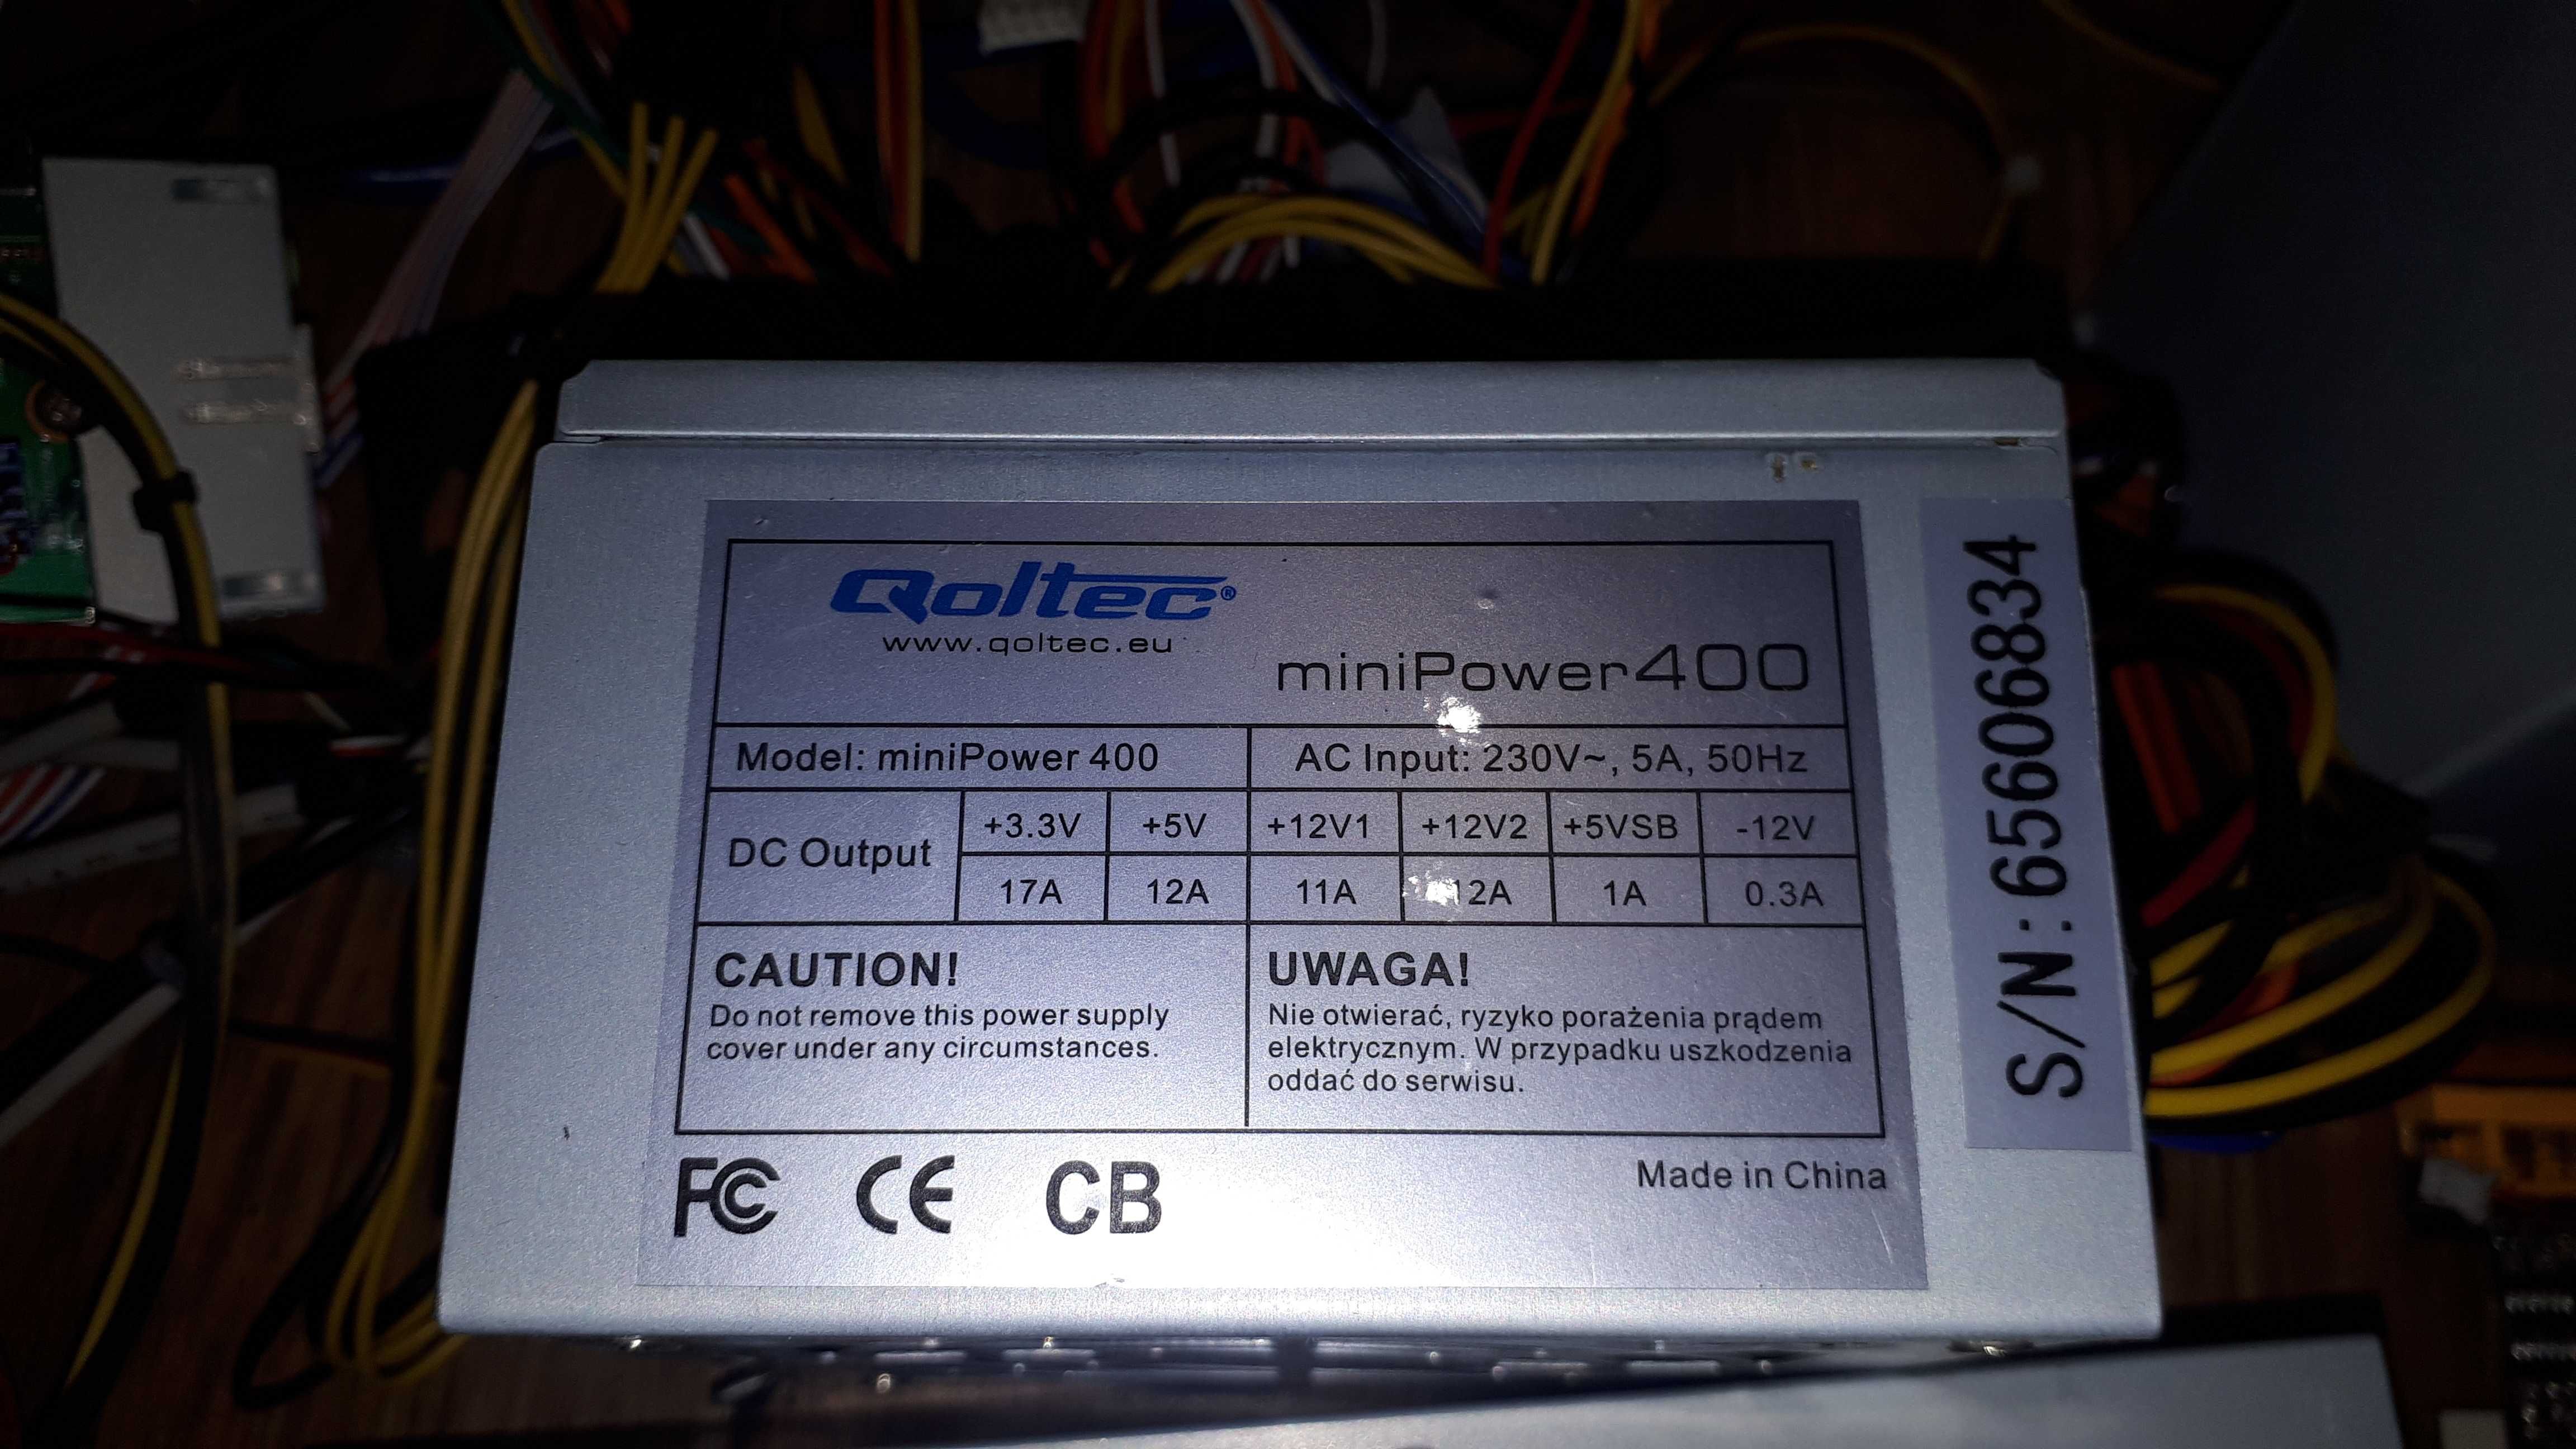 Qoltec®
www.qoltec.eu
miniPower400
Model: miniPower 400
AC Input: 230V~, 5A, 50Hz
DC Output
+3.3V +5V +12V1 +12V2 +5VSB -12V
17A 12A 11A 12A 1A 0.3A
CAUTION!
Do not remove this power supply
cover under any circumstances.
UWAGA!
Nie otwierać, ryzyko porażenia prądem
elektrycznym. W przypadku uszkodzenia
oddać do serwisu.
FC CE CB
Made in China
S/N:65606834